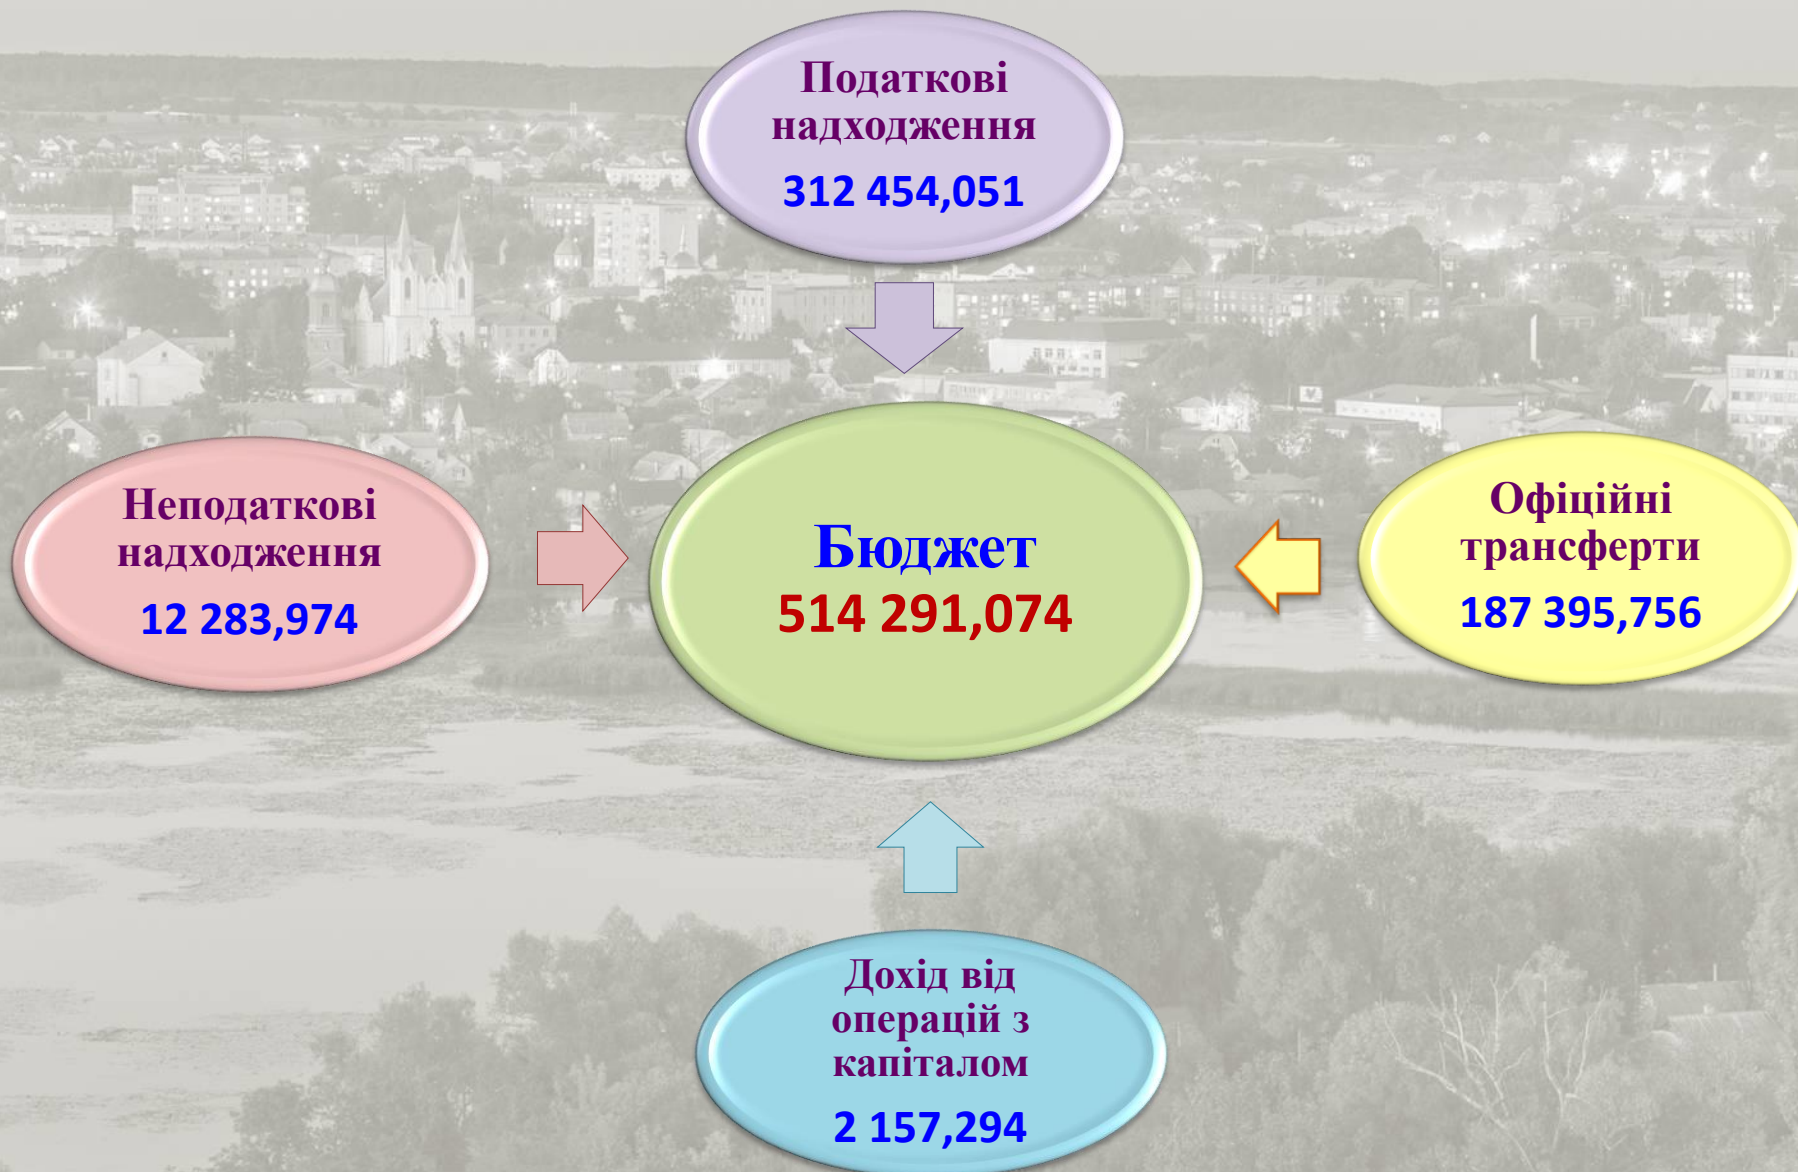 Податкові
надходження
312 454,051
Неподаткові
надходження
12 283,974
Бюджет
514 291,074
Офіційні
трансферти
187 395,756
Дохід від
операцій з
капіталом
2 157,294